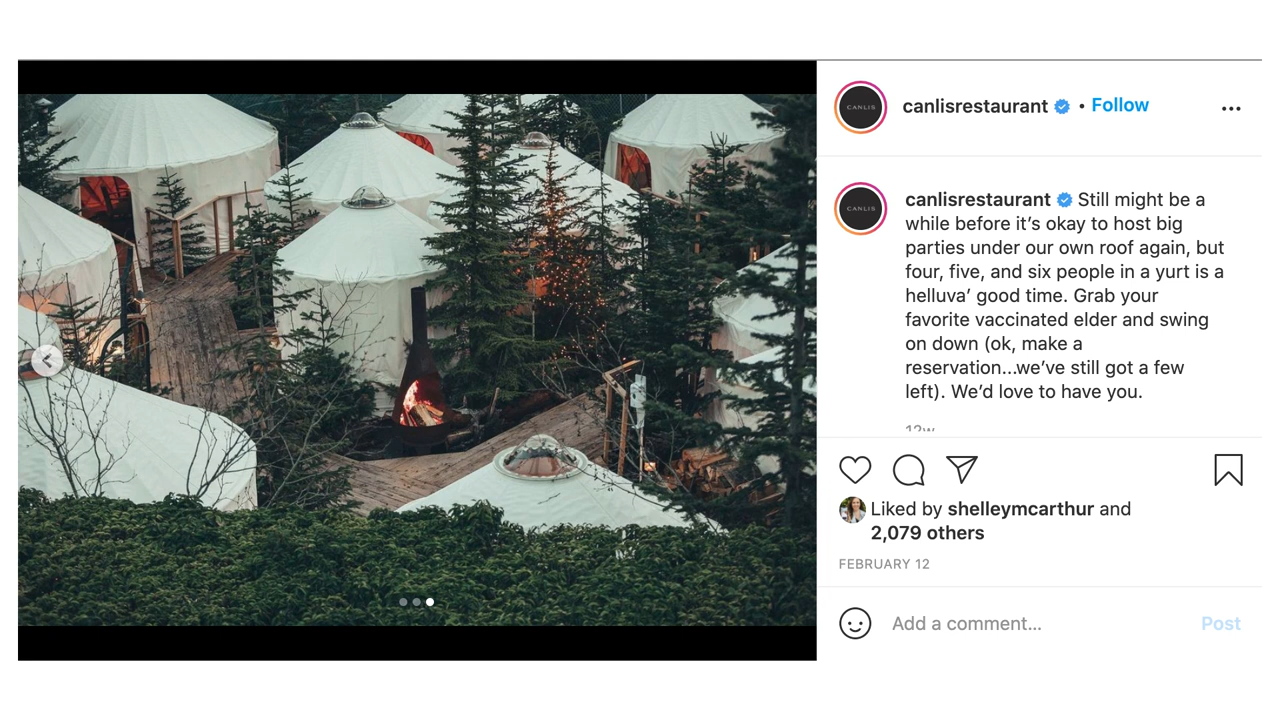 CANLIS
canlisrestaurant • Follow
CANLIS
canlisrestaurant Still might be a
while before it’s okay to host big
parties under our own roof again, but
four, five, and six people in a yurt is a
helluva’ good time. Grab your
favorite vaccinated elder and swing
on down (ok, make a
reservation...we’ve still got a few
left). We’d love to have you.
12w
Liked by shelleymcarthur and
2,079 others
FEBRUARY 12
Add a comment...
Post